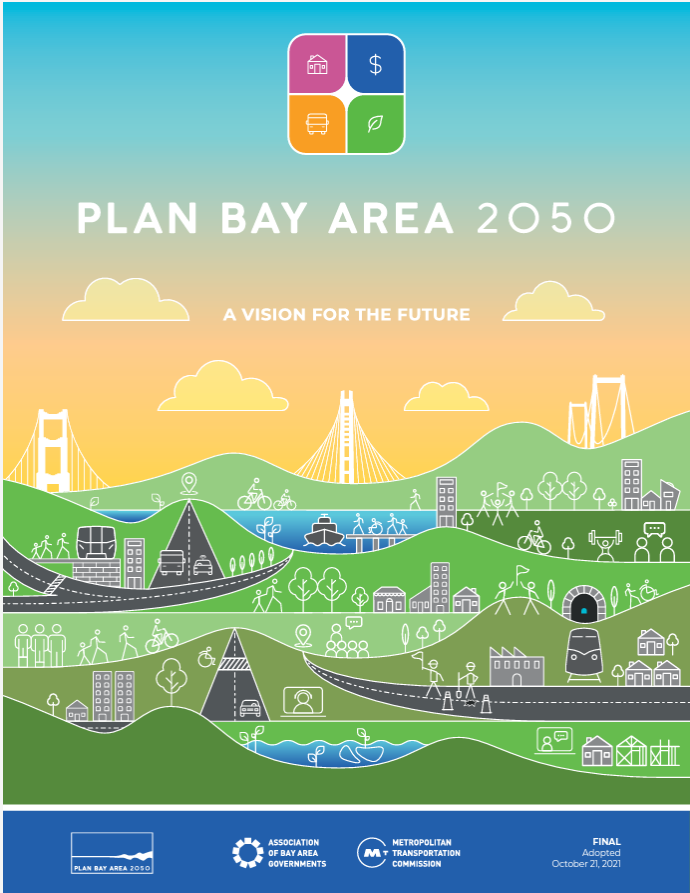 $
PLAN BAY AREA 2050
A VISION FOR THE FUTURE
PLAN BAY AREA 2050
ASSOCIATION
OF BAY AREA
GOVERNMENTS
MT
METROPOLITAN
TRANSPORTATION
COMMISSION
FINAL
Adopted
October 21, 2021